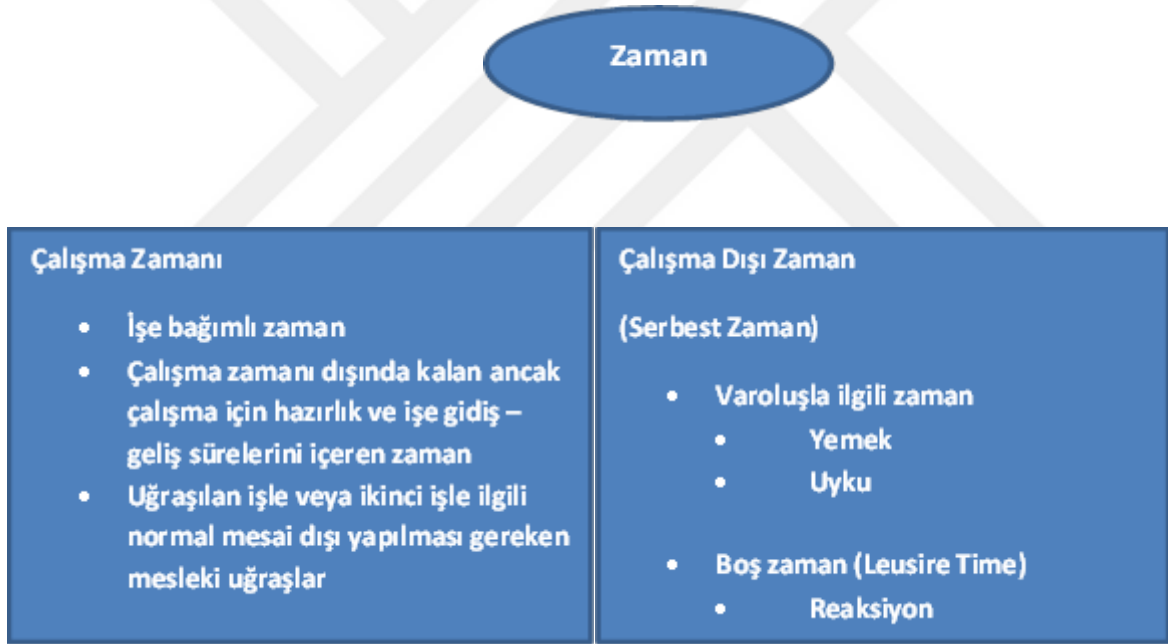 Zaman
Çalışma Zamanı
• İşe bağımlı zaman
• Çalışma zamanı dışında kalan ancak
çalışma için hazırlık ve işe gidiş –
geliş sürelerini içeren zaman
• Uğraşılan işle veya ikinci işle ilgili
normal mesai dışı yapılması gereken
mesleki uğraşlar
Çalışma Dışı Zaman
(Serbest Zaman)
• Varoluşla ilgili zaman
• Yemek
• Uyku
• Boş zaman (Leusire Time)
• Reaksiyon